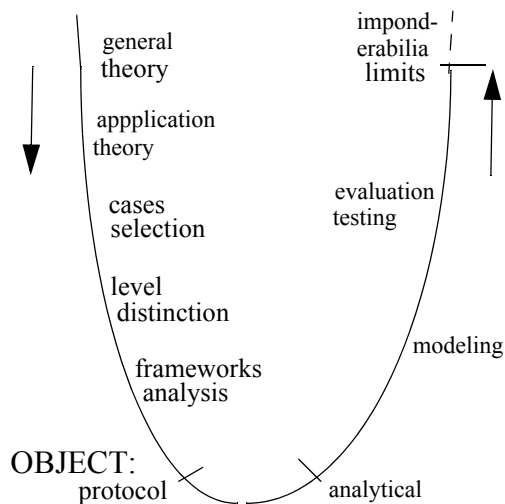 general
theory
appplication
theory
cases
selection
level
distinction
frameworks
analysis
OBJECT:
protocol
analytical
modeling
evaluation
testing
impond-
erabilia
limits